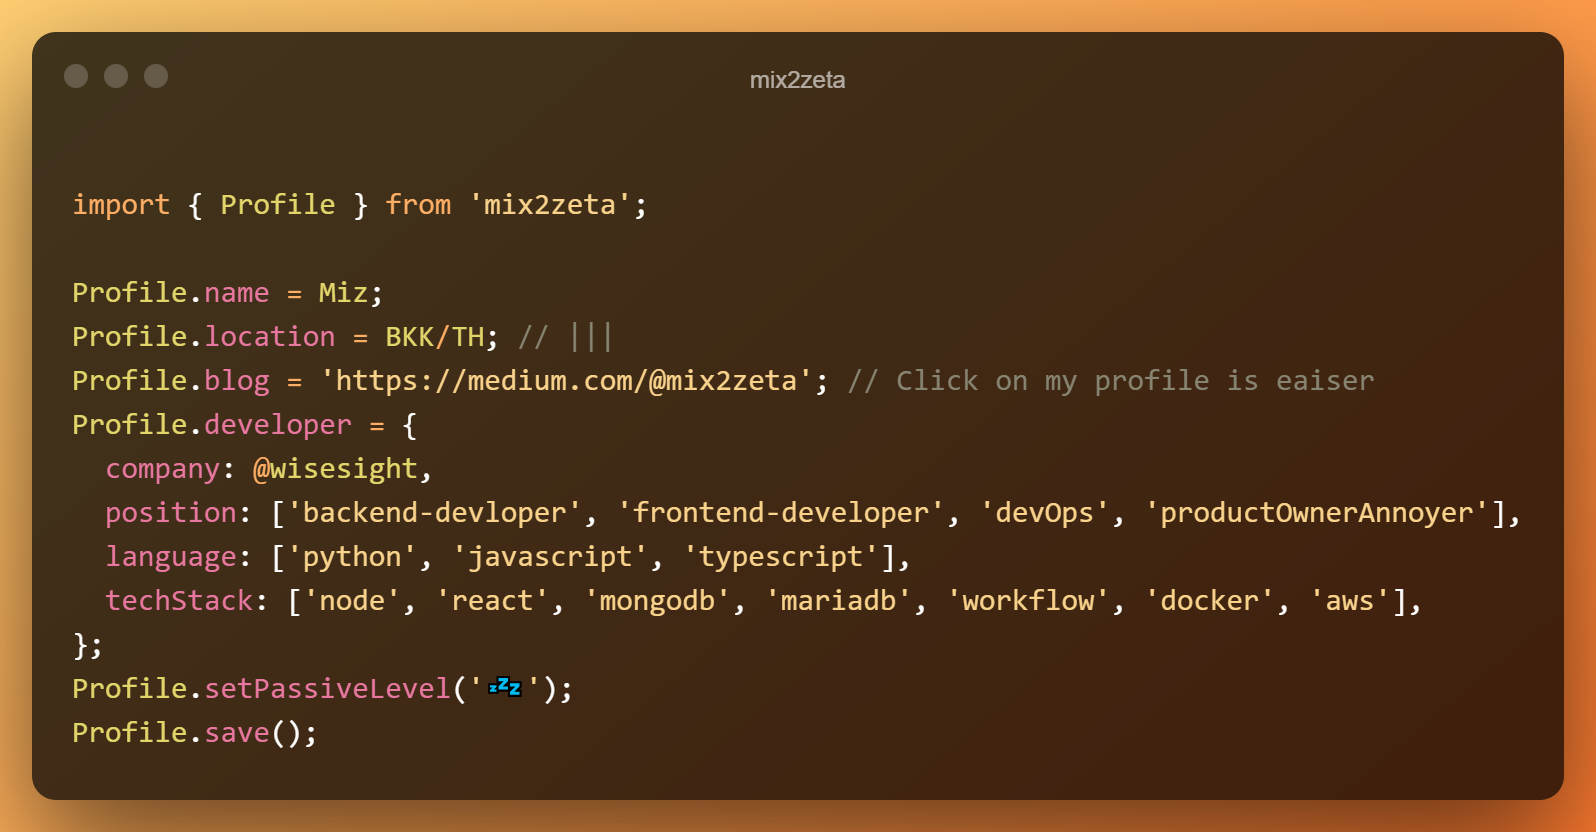 mix2zeta
import { Profile } from 'mix2zeta';
Profile.name = Miz;
Profile.location = BKK/TH; // |||
Profile.blog = 'https://medium.com/@mix2zeta'; // Click on my profile is eaiser
Profile.developer = {
  company: @wisesight,
  position: ['backend-devloper', 'frontend-developer', 'devOps', 'productOwnerAnnoyer'],
  language: ['python', 'javascript', 'typescript'],
  techStack: ['node', 'react', 'mongodb', 'mariadb', 'workflow', 'docker', 'aws'],
};
Profile.setPassiveLevel('💤');
Profile.save();